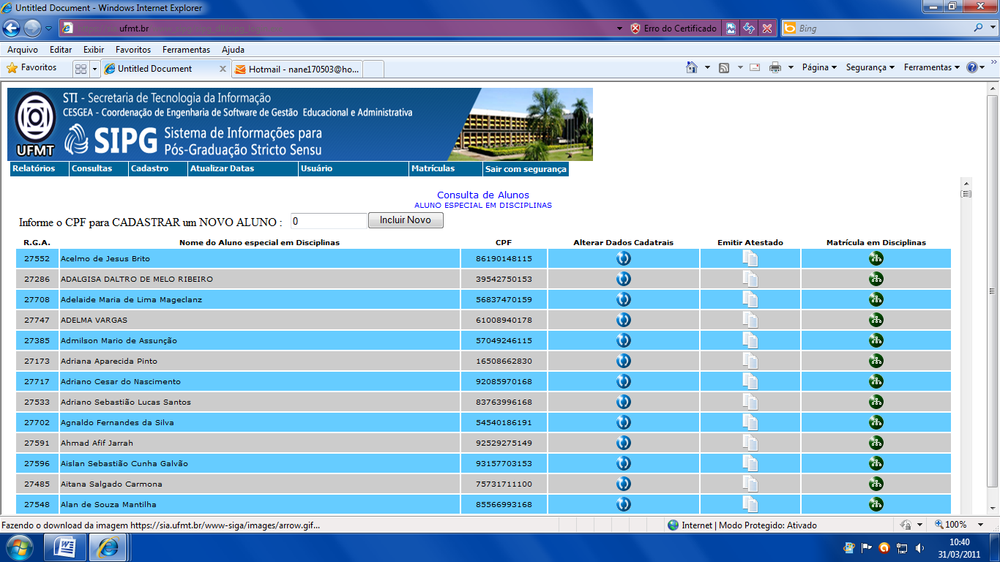 Untitled Document - Windows Internet Explorer
ufmt.br
Erro do Certificado
Bing
Arquivo Editar Exibir Favoritos Ferramentas Ajuda
Favoritos
Untitled Document
Hotmail - nane170503@ho...
Página Segurança Ferramentas
STI - Secretaria de Tecnologia da Informação
CESGEA - Coordenação de Engenharia de Software de Gestão Educacional e Administrativa
SIPG Sistema de Informações para
Pós-Graduação Stricto Sensu
UFMT
Relatórios Consultas Cadastro Atualizar Datas Usuário Matrículas Sair com segurança
Consulta de Alunos
ALUNO ESPECIAL EM DISCIPLINAS
Informe o CPF para CADASTRAR um NOVO ALUNO : 0 Incluir Novo
R.G.A. Nome do Aluno especial em Disciplinas CPF Alterar Dados Cadatrais Emitir Atestado Matrícula em Disciplinas
27552 Acelmo de Jesus Brito 86190148115
27286 ADALGISA DALTRO DE MELO RIBEIRO 39542750153
27708 Adelaide Maria de Lima Mageclanz 56837470159
27747 ADELMA VARGAS 61008940178
27385 Admilson Mario de Assunção 57049246115
27173 Adriana Aparecida Pinto 16508662830
27717 Adriano Cesar do Nascimento 92085970168
27533 Adriano Sebastião Lucas Santos 83763996168
27702 Agnaldo Fernandes da Silva 54540186191
27591 Ahmad Afif Jarrah 92529275149
27596 Aislan Sebastião Cunha Galvão 93157703153
27485 Aitana Salgado Carmona 75731711100
27548 Alan de Souza Mantilha 85566993168
Fazendo o download da imagem https://sia.ufmt.br/www-siga/images/arrow.gif...
Internet | Modo Protegido: Ativado
100%
10:40
31/03/2011